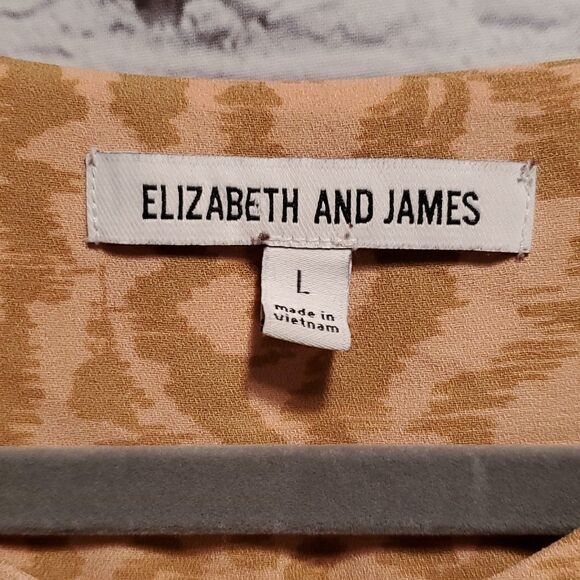 ELIZABETH AND JAMES
L
made in
vietnam